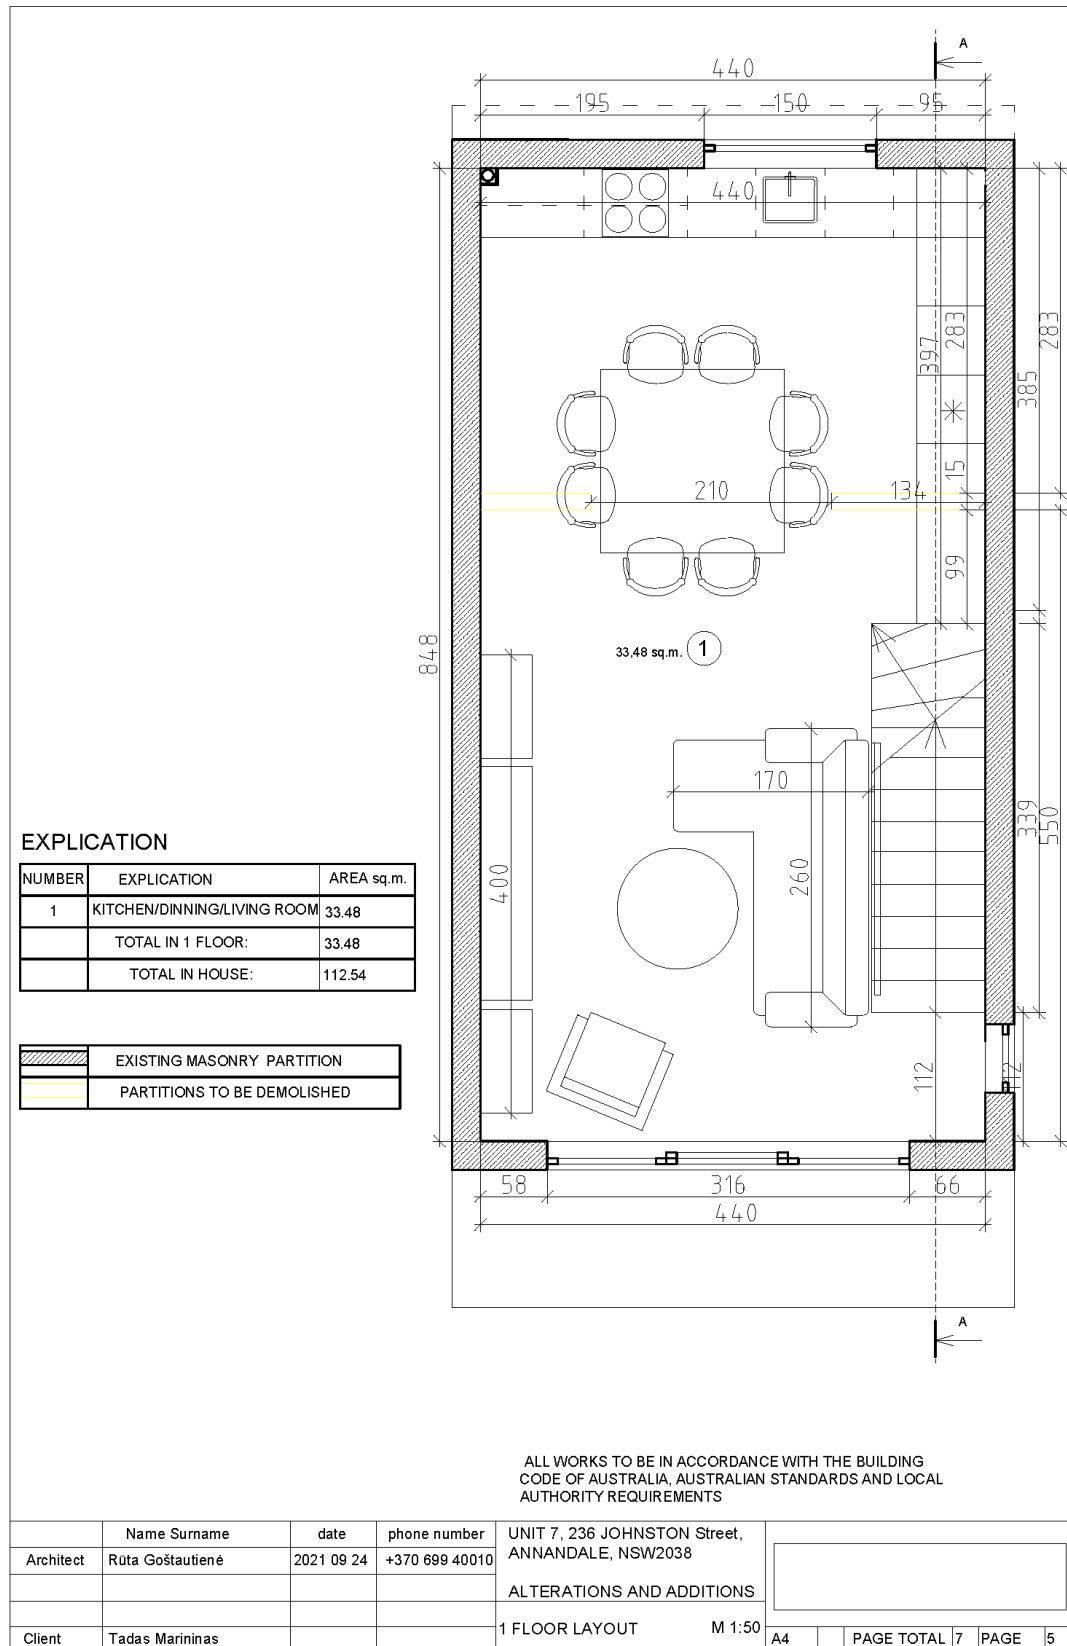 A
440
195
150
95
440
397
283
283
385
15
210
134
99
848
33,48 sq.m.
1
170
339
550
400
260
112
112
EXPLICATION
NUMBER EXPLICATION AREA sq.m.
1 KITCHEN/DINNING/LIVING ROOM 33.48
TOTAL IN 1 FLOOR: 33.48
TOTAL IN HOUSE: 112.54
EXISTING MASONRY PARTITION
PARTITIONS TO BE DEMOLISHED
58
316
66
440
A
ALL WORKS TO BE IN ACCORDANCE WITH THE BUILDING
CODE OF AUSTRALIA, AUSTRALIAN STANDARDS AND LOCAL
AUTHORITY REQUIREMENTS
Name Surname date phone number
Architect Rūta Goštautienė 2021 09 24 +370 699 40010
Client Tadas Marininas
UNIT 7, 236 JOHNSTON Street,
ANNANDALE, NSW2038
ALTERATIONS AND ADDITIONS
1 FLOOR LAYOUT M 1:50
A4 PAGE TOTAL 7 PAGE 5